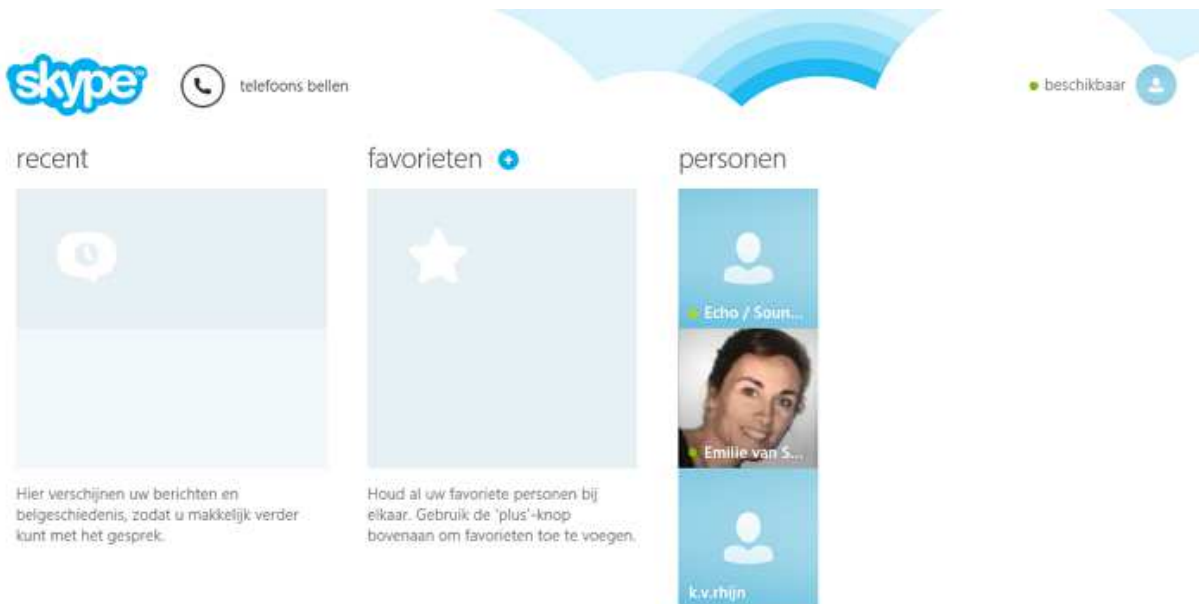 skype
telefoons bellen
beschikbaar
recent
favorieten
personen
Echo / Soun...
Emilie van S...
k.v.rhijn
Hier verschijnen uw berichten en
belgeschiedenis, zodat u makkelijk verder
kunt met het gesprek.
Houd al uw favoriete personen bij
elkaar. Gebruik de 'plus'-knop
bovenaan om favorieten toe te voegen.